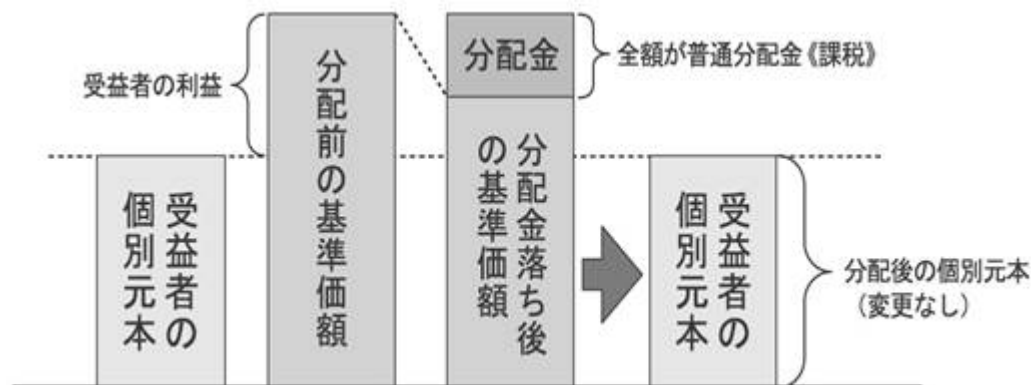 受益者の利益
受益者の
個別元本
分配前の基準価額
分配金
全額が普通分配金《課税》
分配金落ち後
の基準価額
受益者の
個別元本
分配後の個別元本
（変更なし）